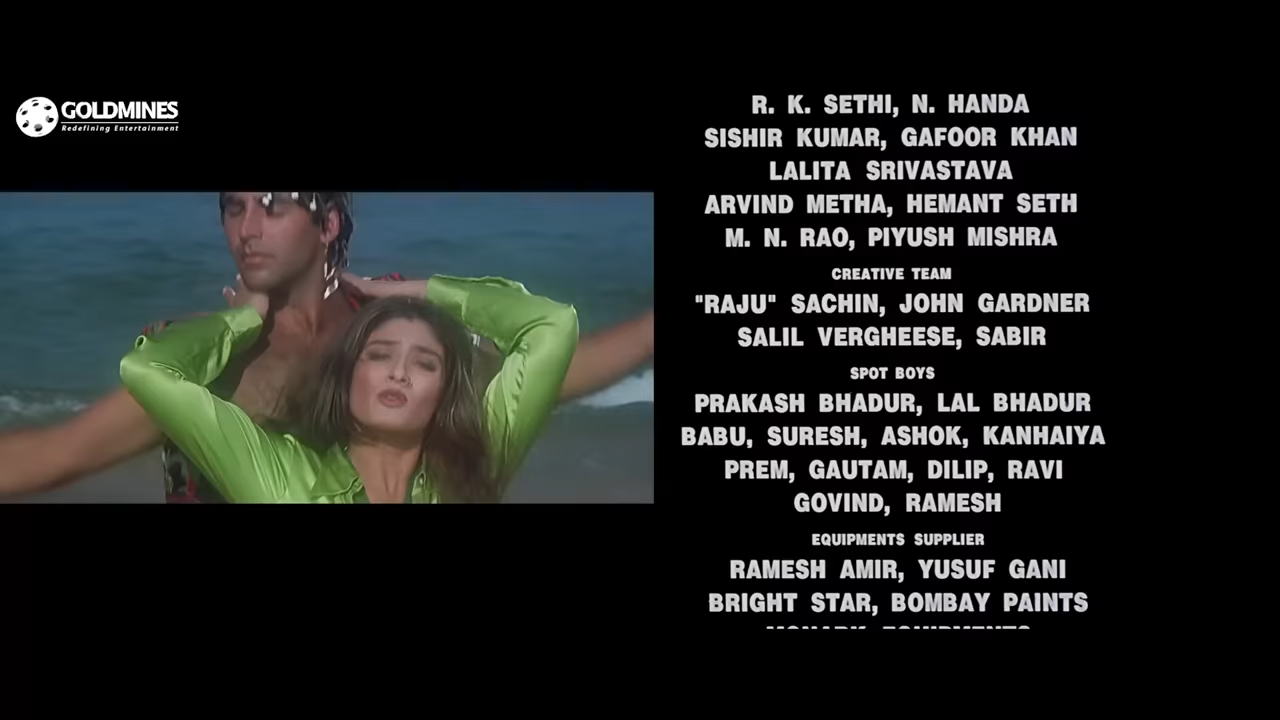 GOLDMINES
Redefining Entertainment
R. K. SETHI, N. HANDA
SISHIR KUMAR, GAFOOR KHAN
LALITA SRIVASTAVA
ARVIND METHA, HEMANT SETH
M. N. RAO, PIYUSH MISHRA
CREATIVE TEAM
"RAJU" SACHIN, JOHN GARDNER
SALIL VERGHEESE, SABIR
SPOT BOYS
PRAKASH BHADUR, LAL BHADUR
BABU, SURESH, ASHOK, KANHAIYA
PREM, GAUTAM, DILIP, RAVI
GOVIND, RAMESH
EQUIPMENTS SUPPLIER
RAMESH AMIR, YUSUF GANI
BRIGHT STAR, BOMBAY PAINTS